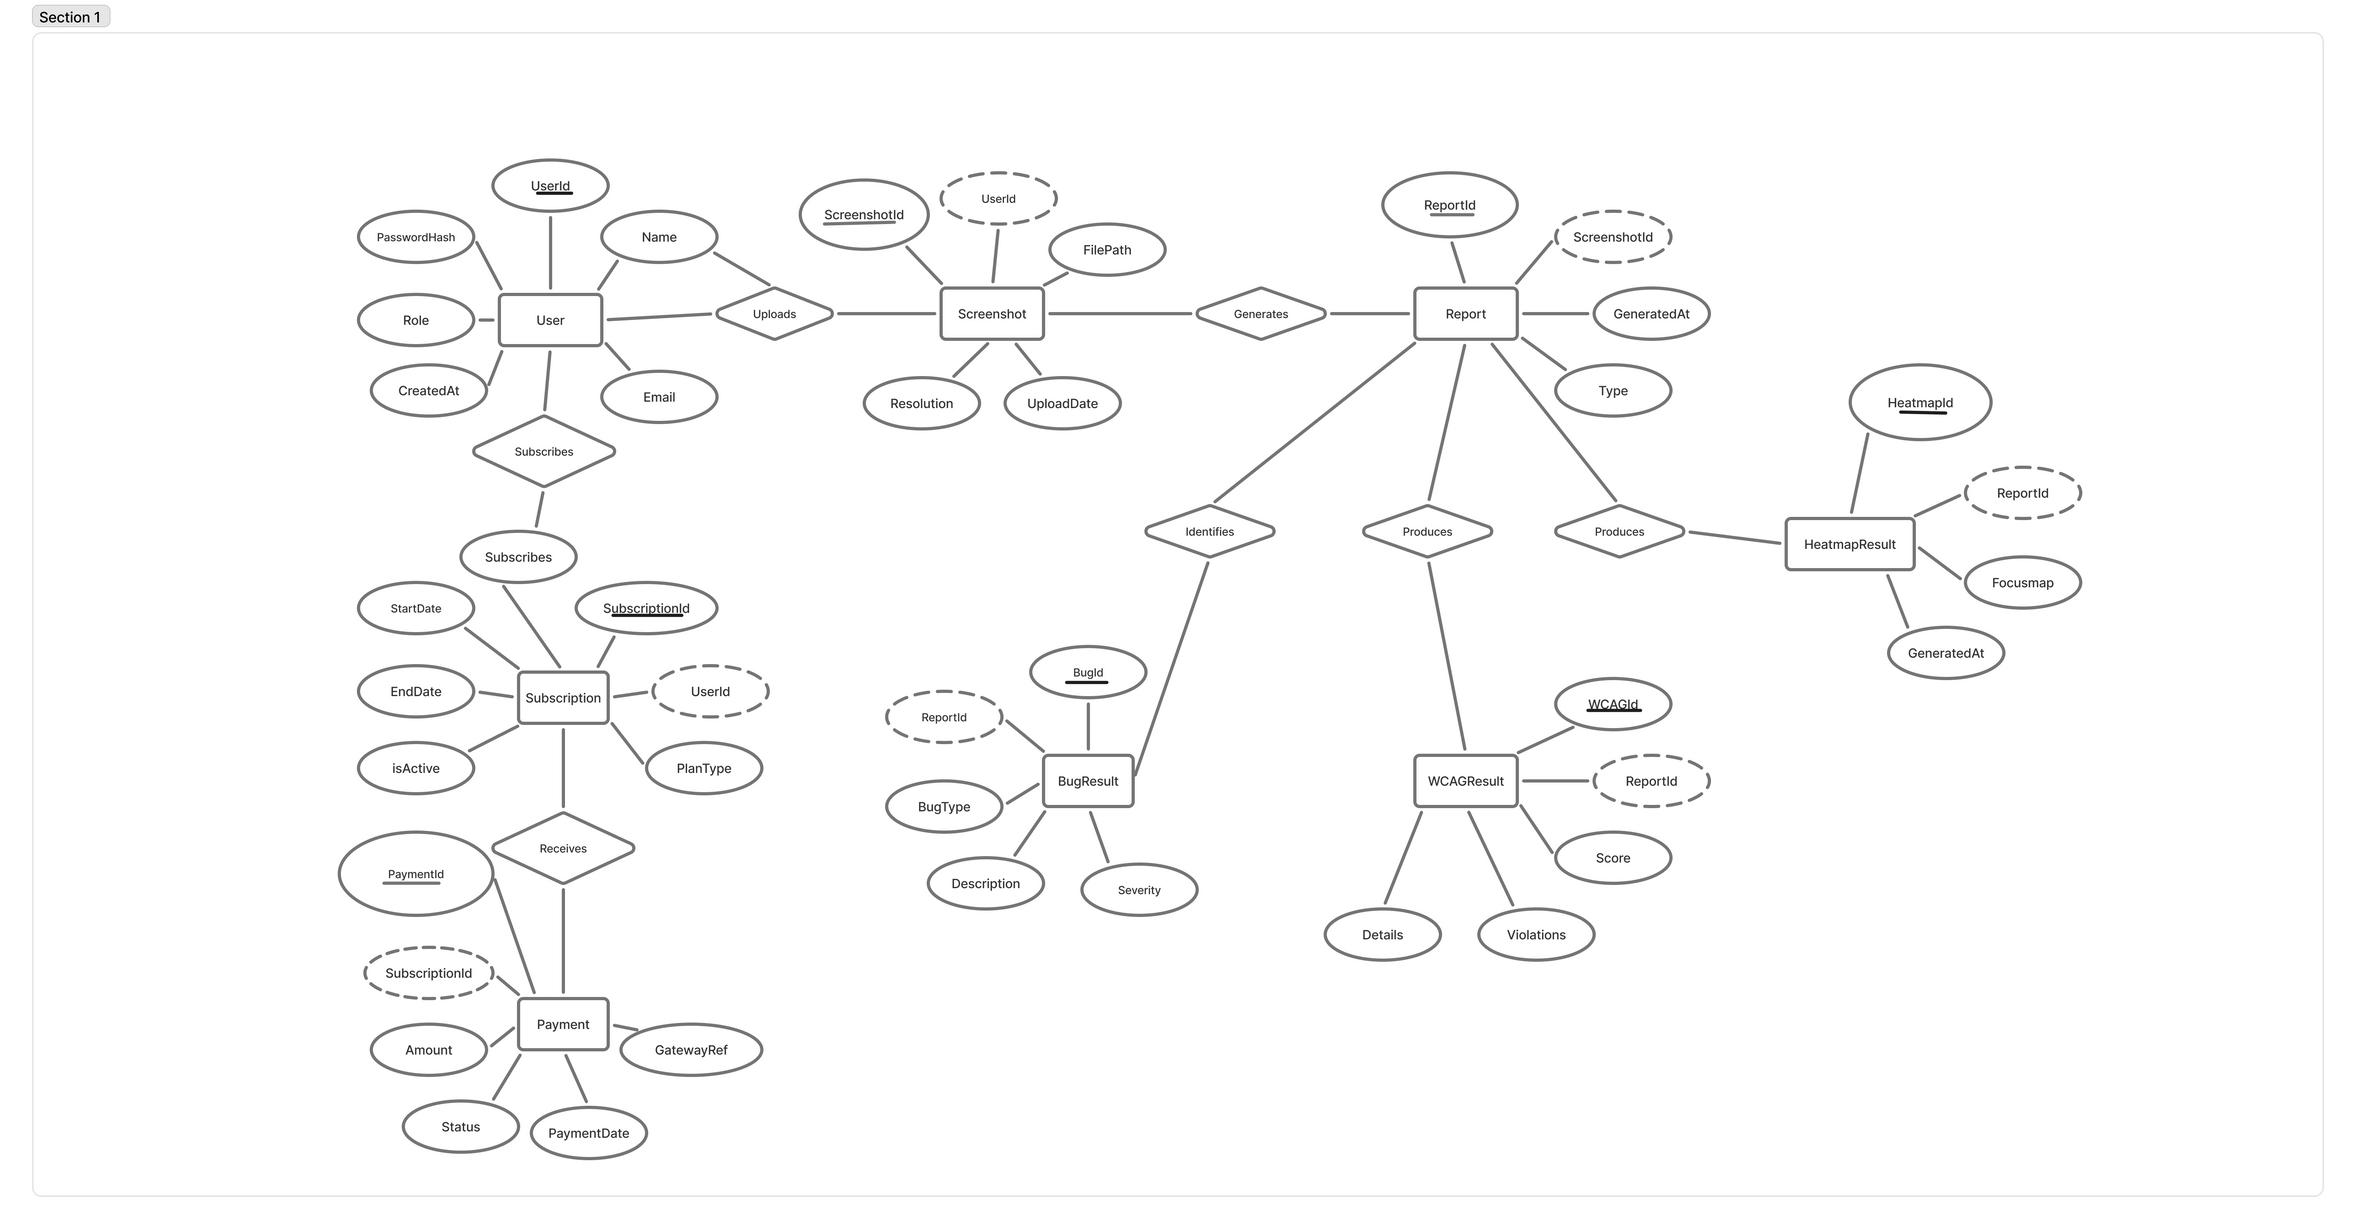 Section 1
UserId
PasswordHash
Name
Role
User
CreatedAt
Email
Uploads
ScreenshotId
UserId
FilePath
Screenshot
Resolution
UploadDate
Generates
ReportId
ScreenshotId
Report
GeneratedAt
Type
Subscribes
Subscribes
StartDate
SubscriptionId
EndDate
Subscription
UserId
isActive
PlanType
Receives
PaymentId
SubscriptionId
Payment
Amount
GatewayRef
Status
PaymentDate
Identifies
Produces
Produces
HeatmapId
ReportId
HeatmapResult
Focusmap
GeneratedAt
BugId
ReportId
BugResult
BugType
Description
Severity
WCAGId
WCAGResult
ReportId
Score
Details
Violations